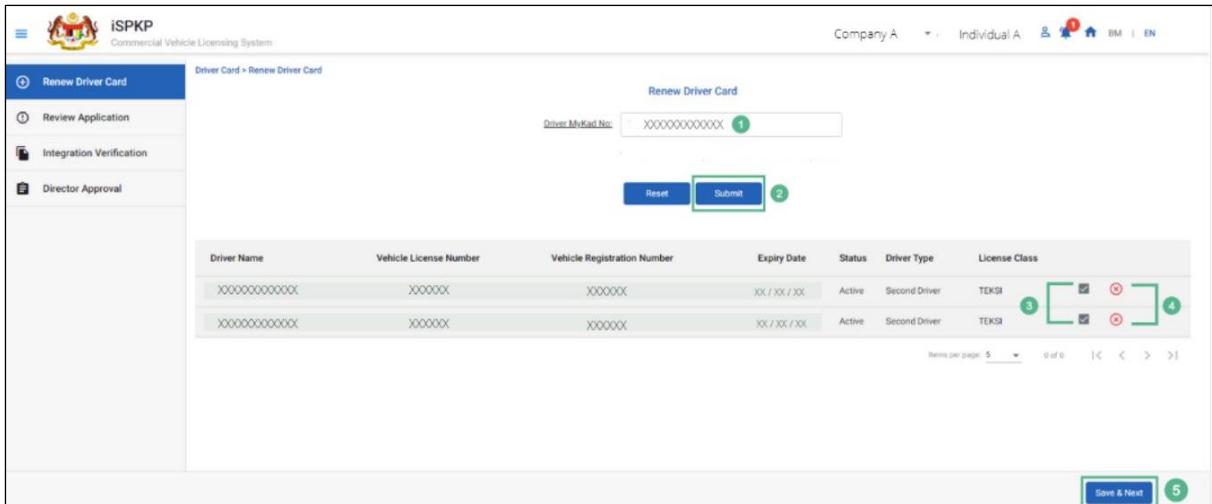 iSPKP
Commercial Vehicle Licensing System
Company A Individual A 1 BM | EN
Renew Driver Card
Review Application
Integration Verification
Director Approval
Driver Card > Renew Driver Card
Renew Driver Card
Driver MyKad No: XXXXXXXXXXXX 1
Reset Submit 2
Driver Name Vehicle License Number Vehicle Registration Number Expiry Date Status Driver Type License Class
XXXXXXXXXXXX XXXXXX XXXXXX XX / XX / XX Active Second Driver TEKSI
3 4
XXXXXXXXXXXX XXXXXX XXXXXX XX / XX / XX Active Second Driver TEKSI
Items per page: 5 0 of 0 |< < > >|
Save & Next 5